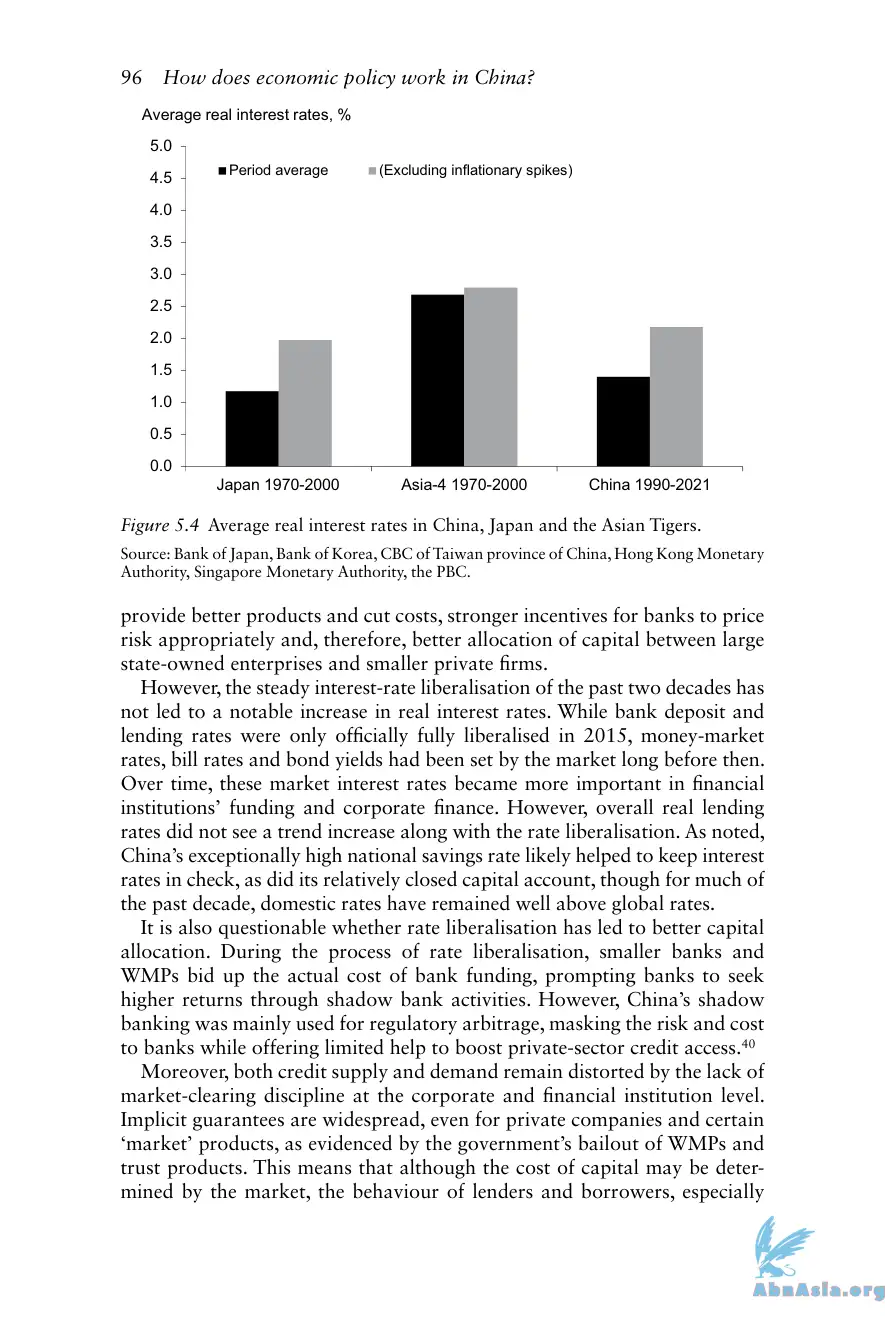 96 How does economic policy work in China?
Average real interest rates, %
5.0
4.5
4.0
3.5
3.0
2.5
2.0
1.5
1.0
0.5
0.0
Period average
(Excluding inflationary spikes)
Japan 1970-2000
Asia-4 1970-2000
China 1990-2021
Figure 5.4 Average real interest rates in China, Japan and the Asian Tigers.
Source: Bank of Japan, Bank of Korea, CBC of Taiwan province of China, Hong Kong Monetary
Authority, Singapore Monetary Authority, the PBC.
provide better products and cut costs, stronger incentives for banks to price
risk appropriately and, therefore, better allocation of capital between large
state-owned enterprises and smaller private firms.
However, the steady interest-rate liberalisation of the past two decades has
not led to a notable increase in real interest rates. While bank deposit and
lending rates were only officially fully liberalised in 2015, money-market
rates, bill rates and bond yields had been set by the market long before then.
Over time, these market interest rates became more important in financial
institutions’ funding and corporate finance. However, overall real lending
rates did not see a trend increase along with the rate liberalisation. As noted,
China’s exceptionally high national savings rate likely helped to keep interest
rates in check, as did its relatively closed capital account, though for much of
the past decade, domestic rates have remained well above global rates.
It is also questionable whether rate liberalisation has led to better capital
allocation. During the process of rate liberalisation, smaller banks and
WMPs bid up the actual cost of bank funding, prompting banks to seek
higher returns through shadow bank activities. However, China’s shadow
banking was mainly used for regulatory arbitrage, masking the risk and cost
to banks while offering limited help to boost private-sector credit access.40
Moreover, both credit supply and demand remain distorted by the lack of
market-clearing discipline at the corporate and financial institution level.
Implicit guarantees are widespread, even for private companies and certain
‘market’ products, as evidenced by the government’s bailout of WMPs and
trust products. This means that although the cost of capital may be deter-
mined by the market, the behaviour of lenders and borrowers, especially
AbnAsia.org